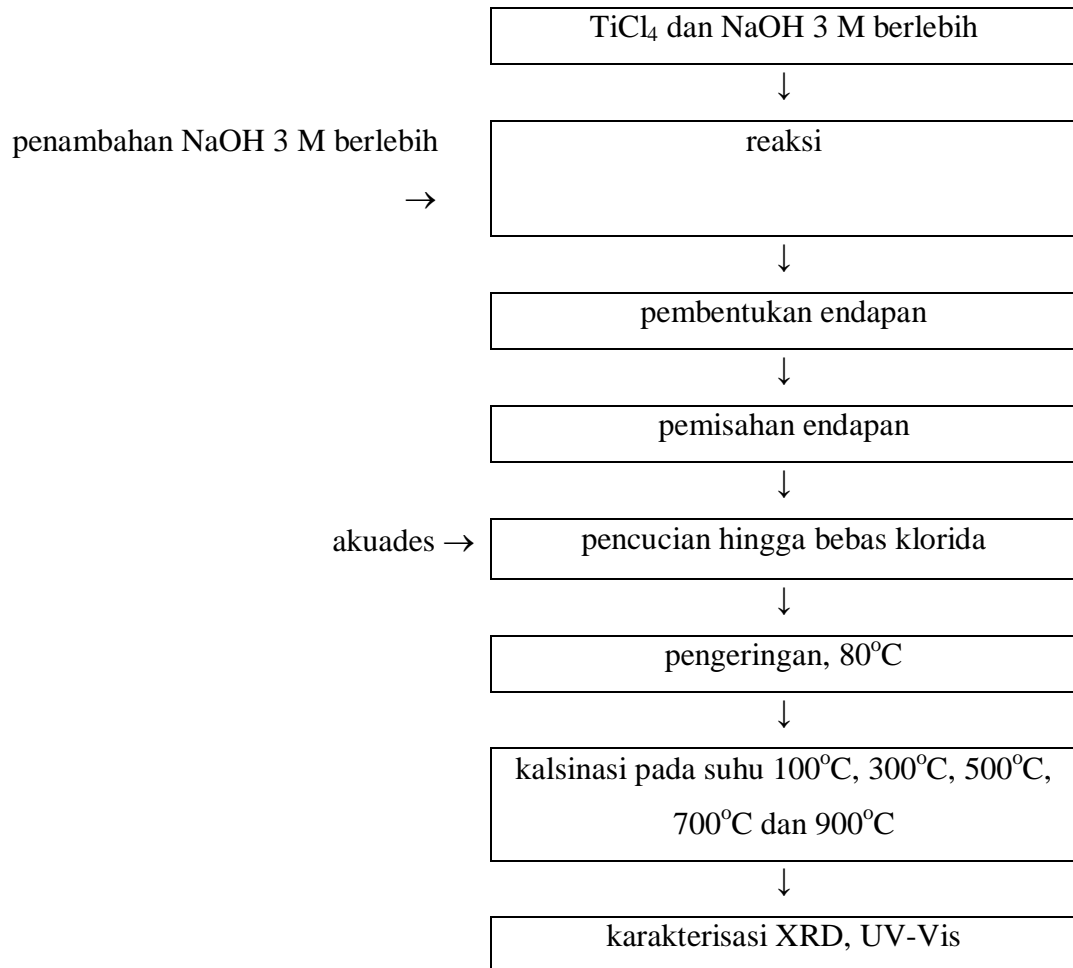 TiCl₄ dan NaOH 3 M berlebih
↓
penambahan NaOH 3 M berlebih
→
reaksi
↓
pembentukan endapan
↓
pemisahan endapan
↓
akuades →
pencucian hingga bebas klorida
↓
pengeringan, 80°C
↓
kalsinasi pada suhu 100°C, 300°C, 500°C,
700°C dan 900°C
↓
karakterisasi XRD, UV-Vis